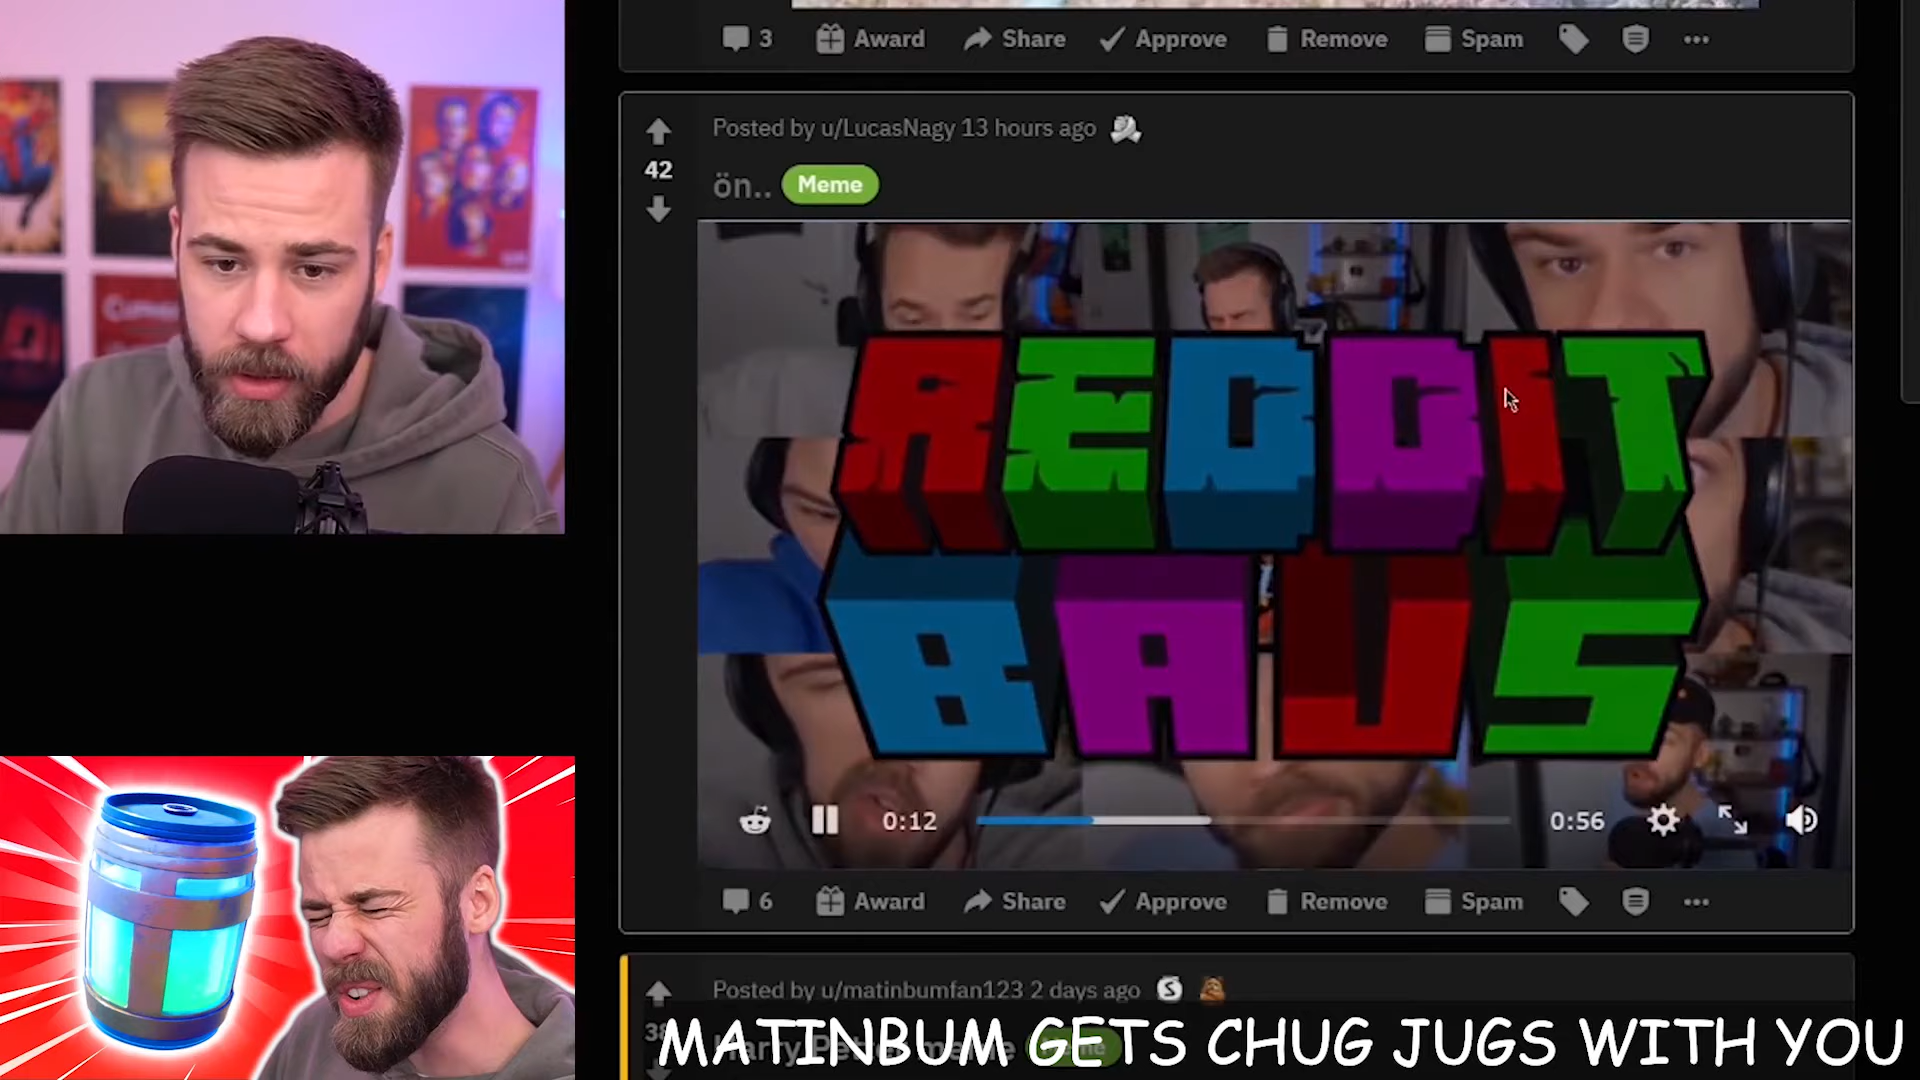 3 Award Share Approve Remove Spam
Posted by u/LucasNagy 13 hours ago
42
ön.. Meme
REDDIT
BAJS
0:12 0:56
6 Award Share Approve Remove Spam
Posted by u/matinbumfan123 2 days ago
MATINBUM GETS CHUG JUGS WITH YOU